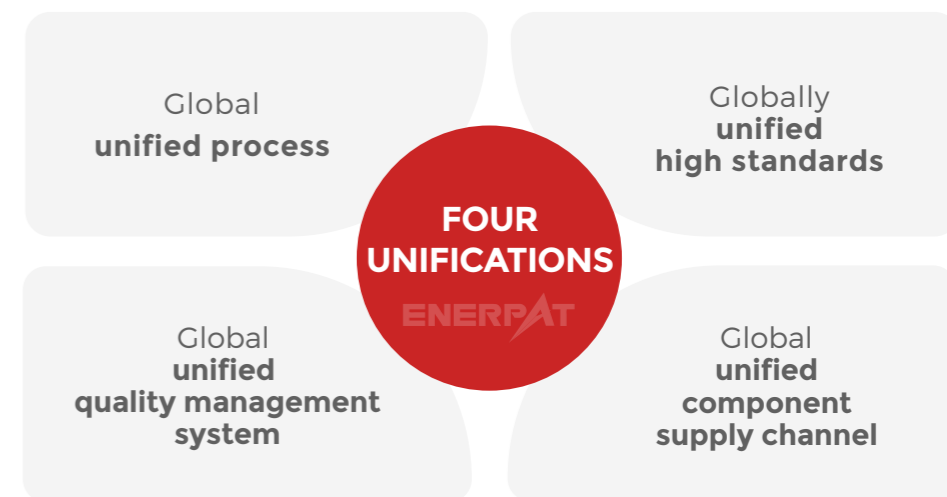 Global
unified process
Globally
unified
high standards
FOUR
UNIFICATIONS
ENERPAT
Global
unified
quality management
system
Global
unified
component
supply channel